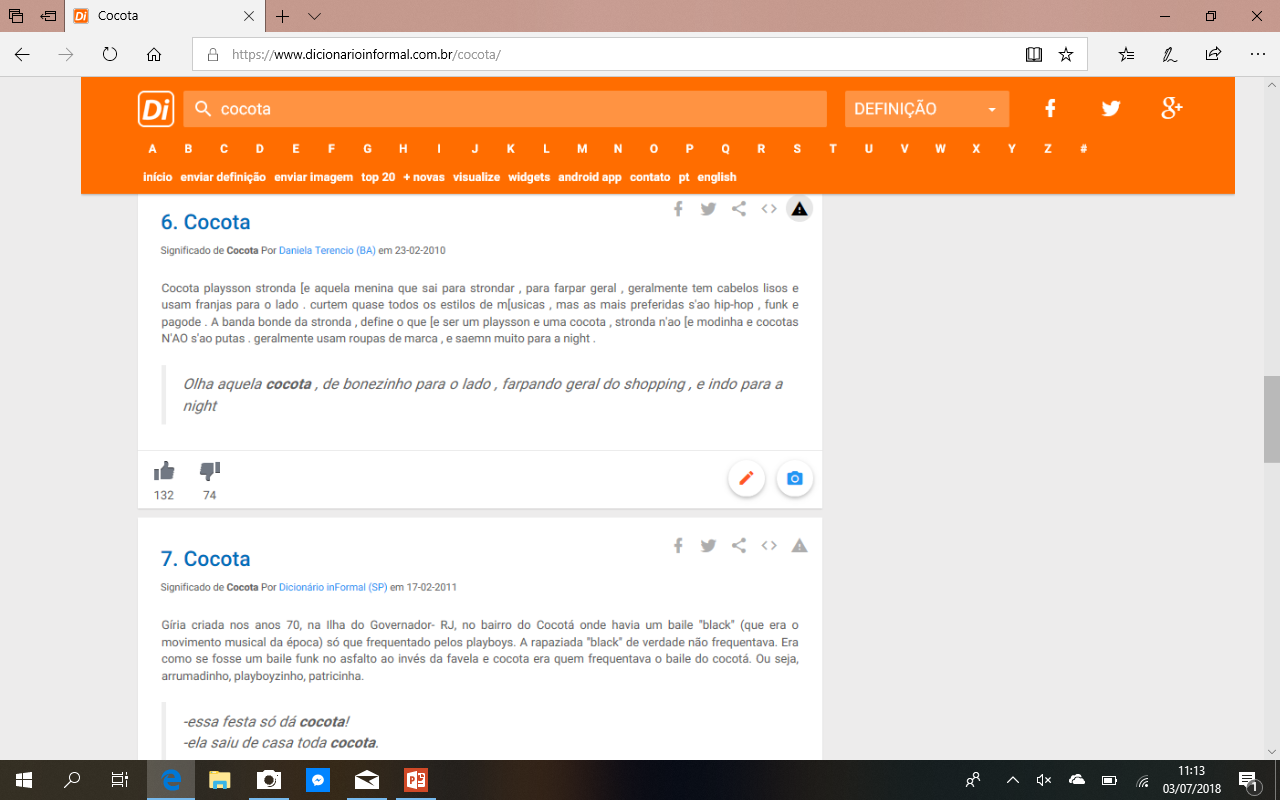 Cocota
https://www.dicionarioinformal.com.br/cocota/
Di cocota DEFINIÇÃO
A B C D E F G H I J K L M N O P Q R S T U V W X Y Z #
início enviar definição enviar imagem top 20 + novas visualize widgets android app contato pt english
6. Cocota
Significado de Cocota Por Daniela Terencio (BA) em 23-02-2010
Cocota playsson stronda [e aquela menina que sai para strondar , para farpar geral , geralmente tem cabelos lisos e
usam franjas para o lado . curtem quase todos os estilos de m[usicas , mas as mais preferidas s'ao hip-hop , funk e
pagode . A banda bonde da stronda , define o que [e ser um playsson e uma cocota , stronda n'ao [e modinha e cocotas
N'AO s'ao putas . geralmente usam roupas de marca , e saemn muito para a night .
Olha aquela cocota , de bonezinho para o lado , farpando geral do shopping , e indo para a
night
132 74
7. Cocota
Significado de Cocota Por Dicionário inFormal (SP) em 17-02-2011
Gíria criada nos anos 70, na Ilha do Governador- RJ, no bairro do Cocotá onde havia um baile "black" (que era o
movimento musical da época) só que frequentado pelos playboys. A rapaziada "black" de verdade não frequentava. Era
como se fosse um baile funk no asfalto ao invés da favela e cocota era quem frequentava o baile do cocotá. Ou seja,
arrumadinho, playboyzinho, patricinha.
-essa festa só dá cocota!
-ela saiu de casa toda cocota.
11:13
03/07/2018
1